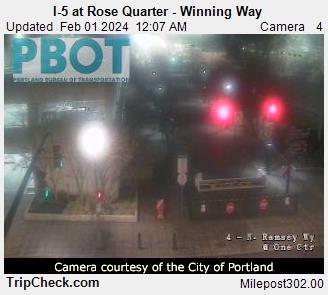 I-5 at Rose Quarter - Winning Way
Updated Feb 01 2024 12:07 AM Camera 4
PBOT
PORTLAND BUREAU OF TRANSPORTATION
4 - N. Ramsey Wy
@ One Ctr
Camera courtesy of the City of Portland
TripCheck.com Milepost302.00